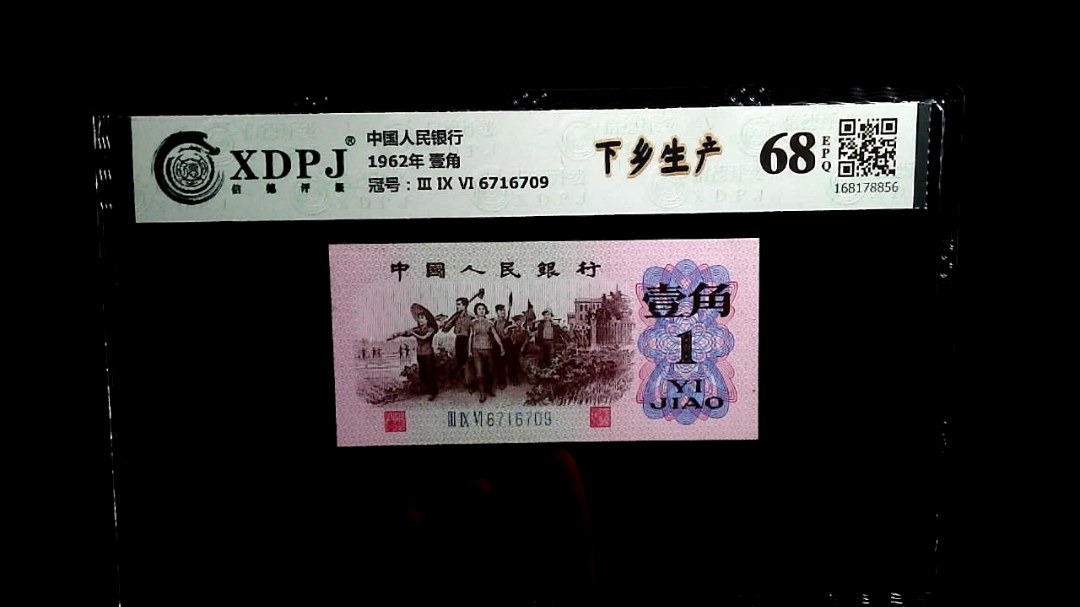 XDPJ®
信德评级
中国人民银行
1962年 壹角
冠号：Ⅲ Ⅸ Ⅵ 6716709
下乡生产
68
EPQ
168178856
中國人民銀行
壹角
1
YI
JIAO
Ⅲ Ⅸ Ⅵ 6716709